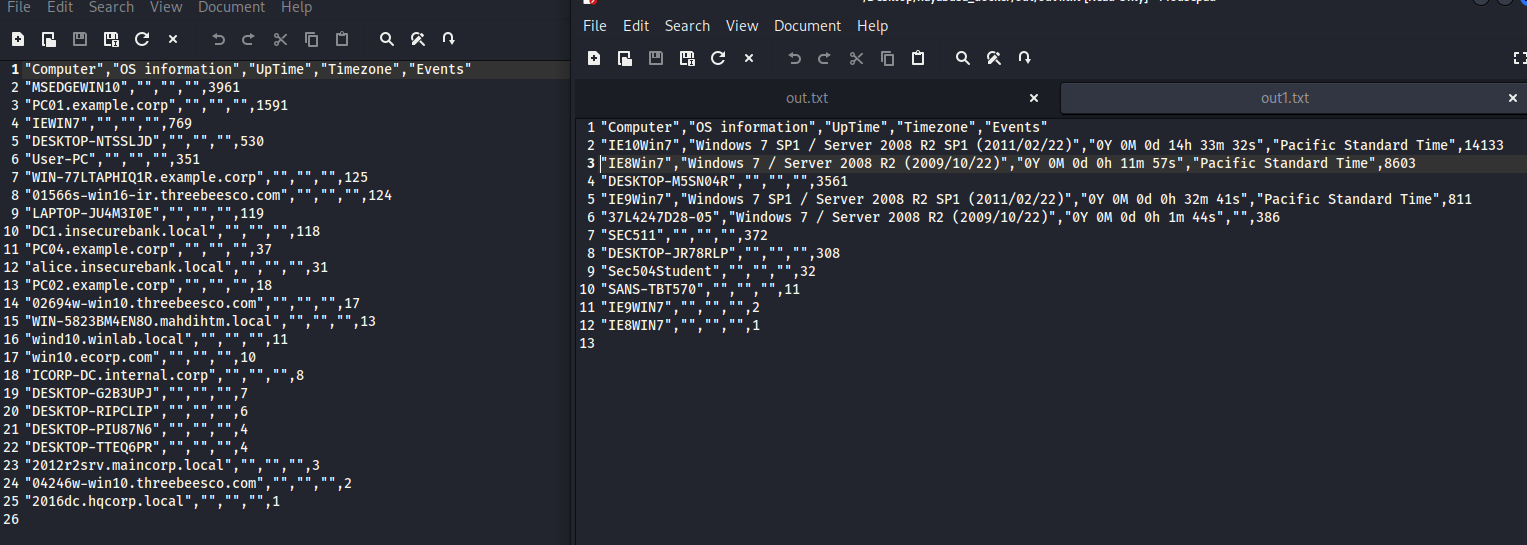 File Edit Search View Document Help
1 "Computer","OS information","UpTime","Timezone","Events"
2 "MSEDGEWIN10","","","",3961
3 "PC01.example.corp","","","",1591
4 "IEWIN7","","","",769
5 "DESKTOP-NTSSLJD","","","",530
6 "User-PC","","","",351
7 "WIN-77LTAPHIQ1R.example.corp","","","",125
8 "01566s-win16-ir.threebeesco.com","","","",124
9 "LAPTOP-JU4M3I0E","","","",119
10 "DC1.insecurebank.local","","","",118
11 "PC04.example.corp","","","",37
12 "alice.insecurebank.local","","","",31
13 "PC02.example.corp","","","",18
14 "02694w-win10.threebeesco.com","","","",17
15 "WIN-5823BM4EN8O.mahdihtm.local","","","",13
16 "wind10.winlab.local","","","",11
17 "win10.ecorp.com","","","",10
18 "ICORP-DC.internal.corp","","","",8
19 "DESKTOP-G2B3UPJ","","","",7
20 "DESKTOP-RIPCLIP","","","",6
21 "DESKTOP-PIU87N6","","","",4
22 "DESKTOP-TTEQ6PR","","","",4
23 "2012r2srv.maincorp.local","","","",3
24 "04246w-win10.threebeesco.com","","","",2
25 "2016dc.hqcorp.local","","","",1
26
File Edit Search View Document Help
out.txt out1.txt
1 "Computer","OS information","UpTime","Timezone","Events"
2 "IE10Win7","Windows 7 SP1 / Server 2008 R2 SP1 (2011/02/22)","0Y 0M 0d 14h 33m 32s","Pacific Standard Time",14133
3 "IE8Win7","Windows 7 / Server 2008 R2 (2009/10/22)","0Y 0M 0d 0h 11m 57s","Pacific Standard Time",8603
4 "DESKTOP-M5SN04R","","","",3561
5 "IE9Win7","Windows 7 SP1 / Server 2008 R2 SP1 (2011/02/22)","0Y 0M 0d 0h 32m 41s","Pacific Standard Time",811
6 "37L4247D28-05","Windows 7 / Server 2008 R2 (2009/10/22)","0Y 0M 0d 0h 1m 44s","",386
7 "SEC511","","","",372
8 "DESKTOP-JR78RLP","","","",308
9 "Sec504Student","","","",32
10 "SANS-TBT570","","","",11
11 "IE9WIN7","","","",2
12 "IE8WIN7","","","",1
13